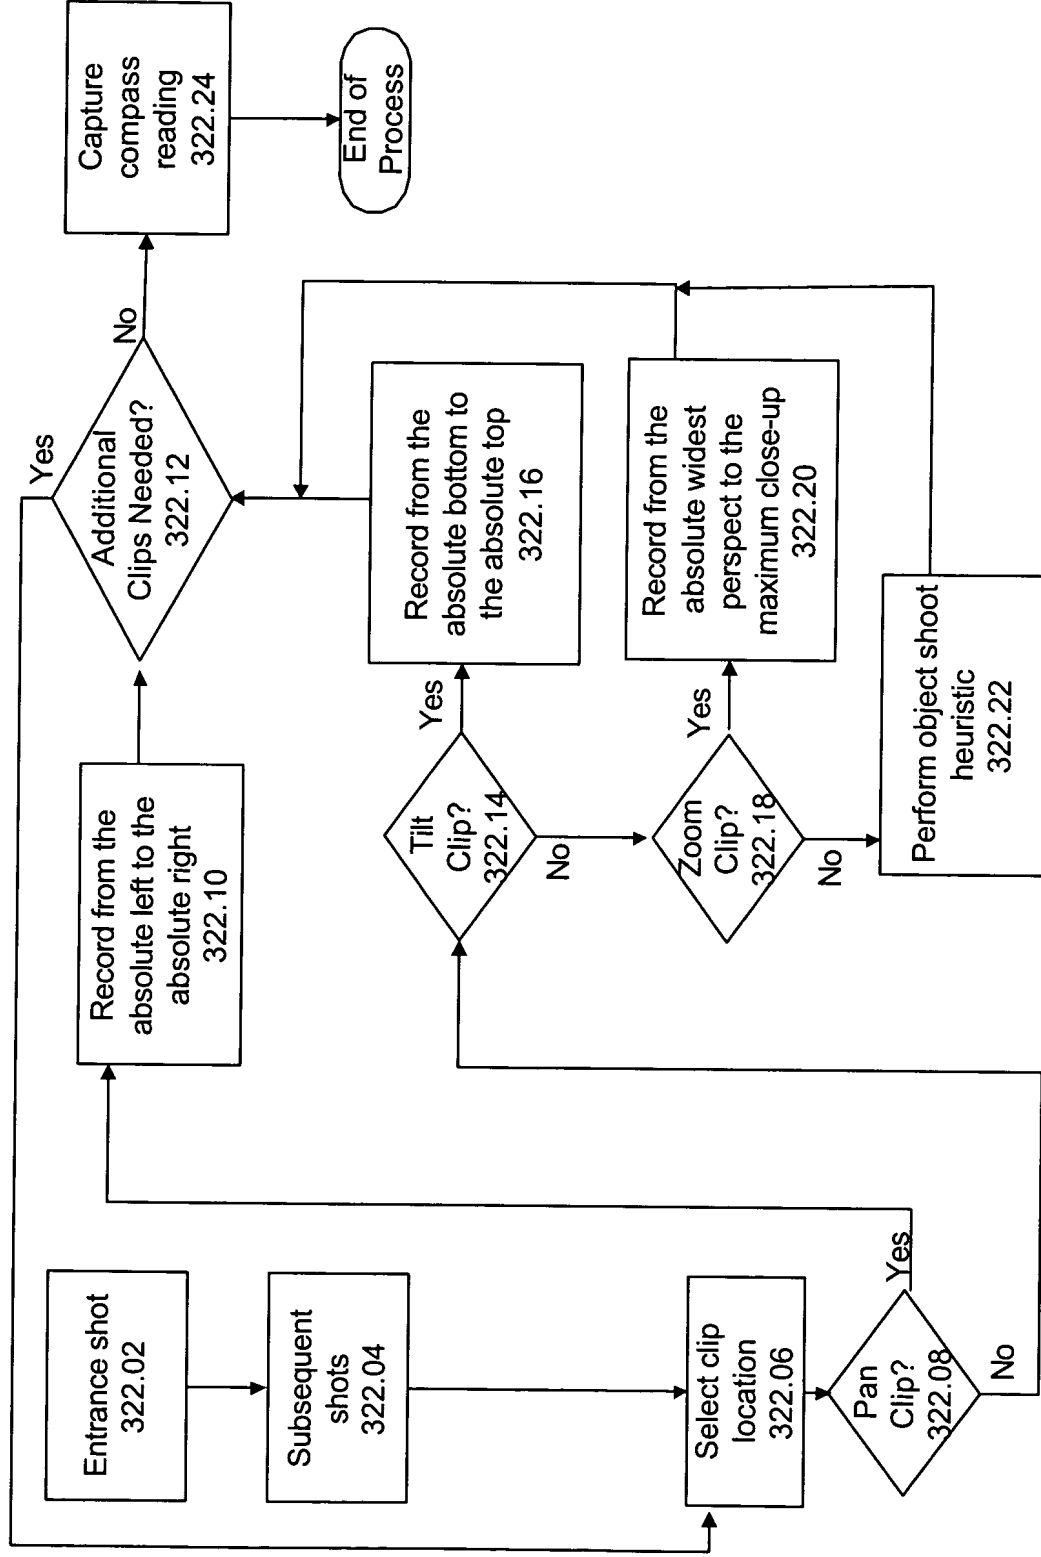 Entrance shot
322.02
Subsequent
shots
322.04
Select clip
location
322.06
Pan
Clip?
322.08
Yes
No
Record from the
absolute left to the
absolute right
322.10
Additional
Clips Needed?
322.12
Yes
No
Tilt
Clip?
322.14
Yes
No
Record from the
absolute bottom to
the absolute top
322.16
Zoom
Clip?
322.18
Yes
No
Record from the
absolute widest
perspect to the
maximum close-up
322.20
Perform object shoot
heuristic
322.22
Capture
compass
reading
322.24
End of
Process